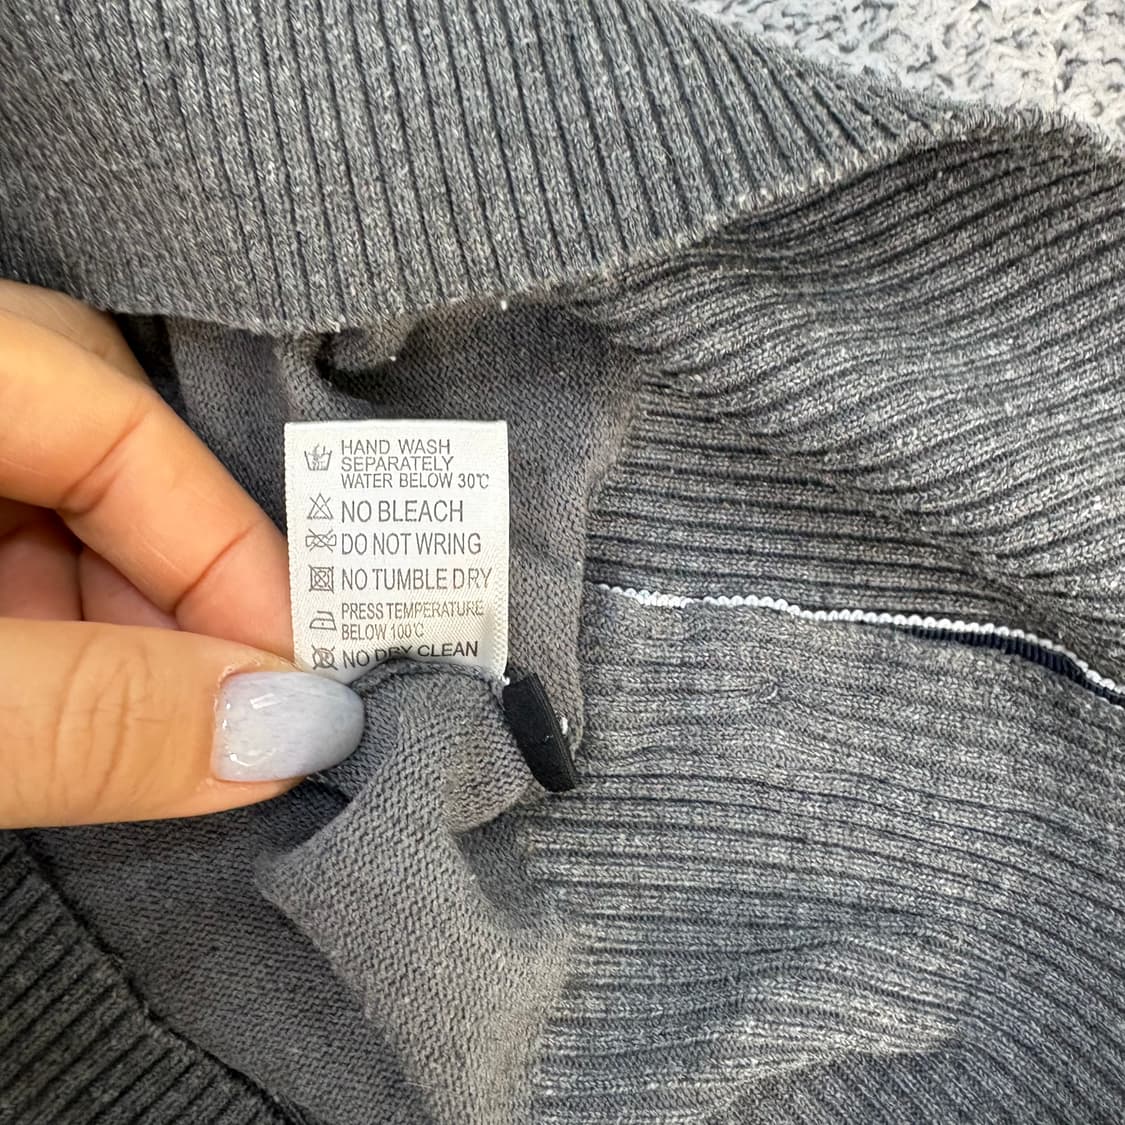 HAND WASH
SEPARATELY
WATER BELOW 30℃
NO BLEACH
DO NOT WRING
NO TUMBLE DRY
PRESS TEMPERATURE
BELOW 100℃
NO DRY CLEAN